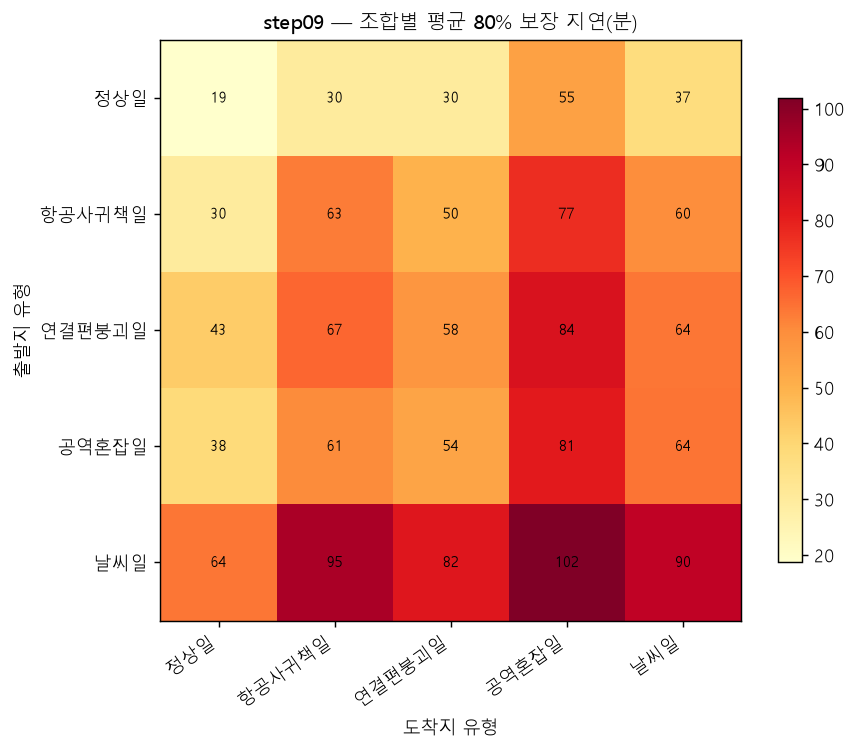 step09 — 조합별 평균 80% 보장 지연(분)
출발지 유형
정상일 19 30 30 55 37
항공사귀책일 30 63 50 77 60
연결편붕괴일 43 67 58 84 64
공역혼잡일 38 61 54 81 64
날씨일 64 95 82 102 90
정상일 항공사귀책일 연결편붕괴일 공역혼잡일 날씨일
도착지 유형
100
90
80
70
60
50
40
30
20